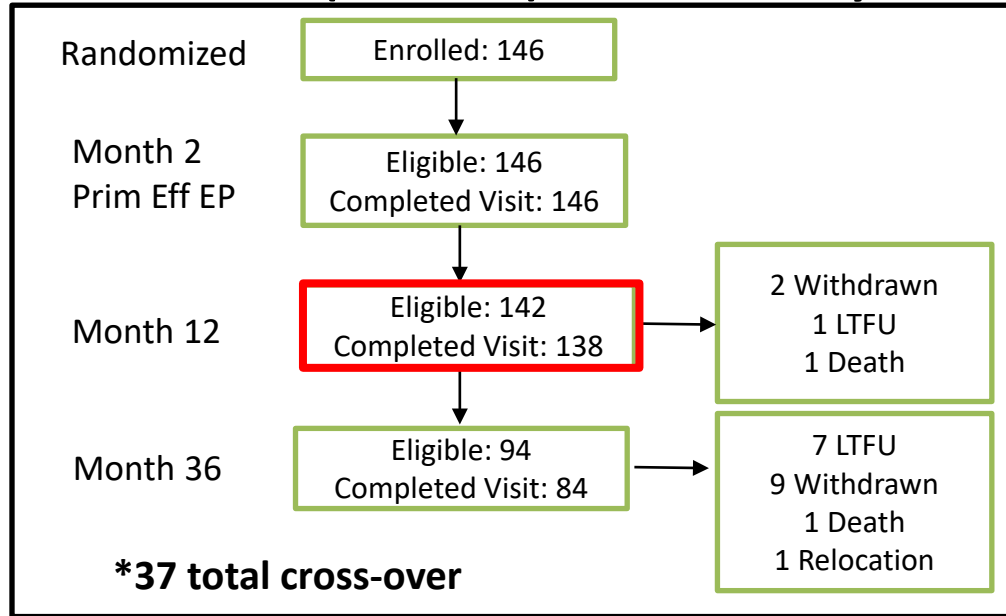 Randomized
Enrolled: 146
Month 2
Prim Eff EP
Eligible: 146
Completed Visit: 146
Month 12
Eligible: 142
Completed Visit: 138
2 Withdrawn
1 LTFU
1 Death
Month 36
Eligible: 94
Completed Visit: 84
7 LTFU
9 Withdrawn
1 Death
1 Relocation
*37 total cross-over